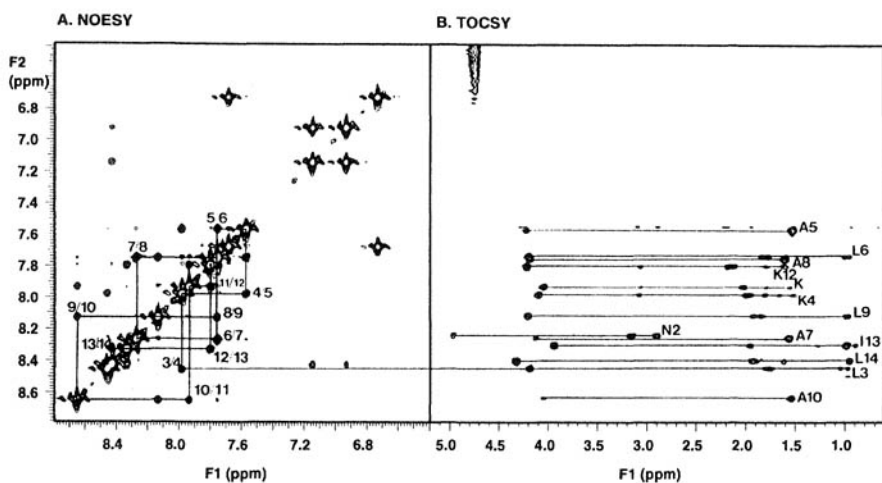 A. NOESY
B. TOCSY
F2
(ppm)
6.8
7.0
7.2
7.4
7.6
7.8
8.0
8.2
8.4
8.6
5 6
7/8
11/12
4/5
9/10
8/9
6/7
13/14
12/13
3/4
10/11
A5
L6
A8
K12
K
K4
L9
N2
A7
I13
L14
L3
A10
8.4
8.0
7.6
7.2
6.8
5.0
4.5
4.0
3.5
3.0
2.5
2.0
1.5
1.0
F1 (ppm)
F1 (ppm)